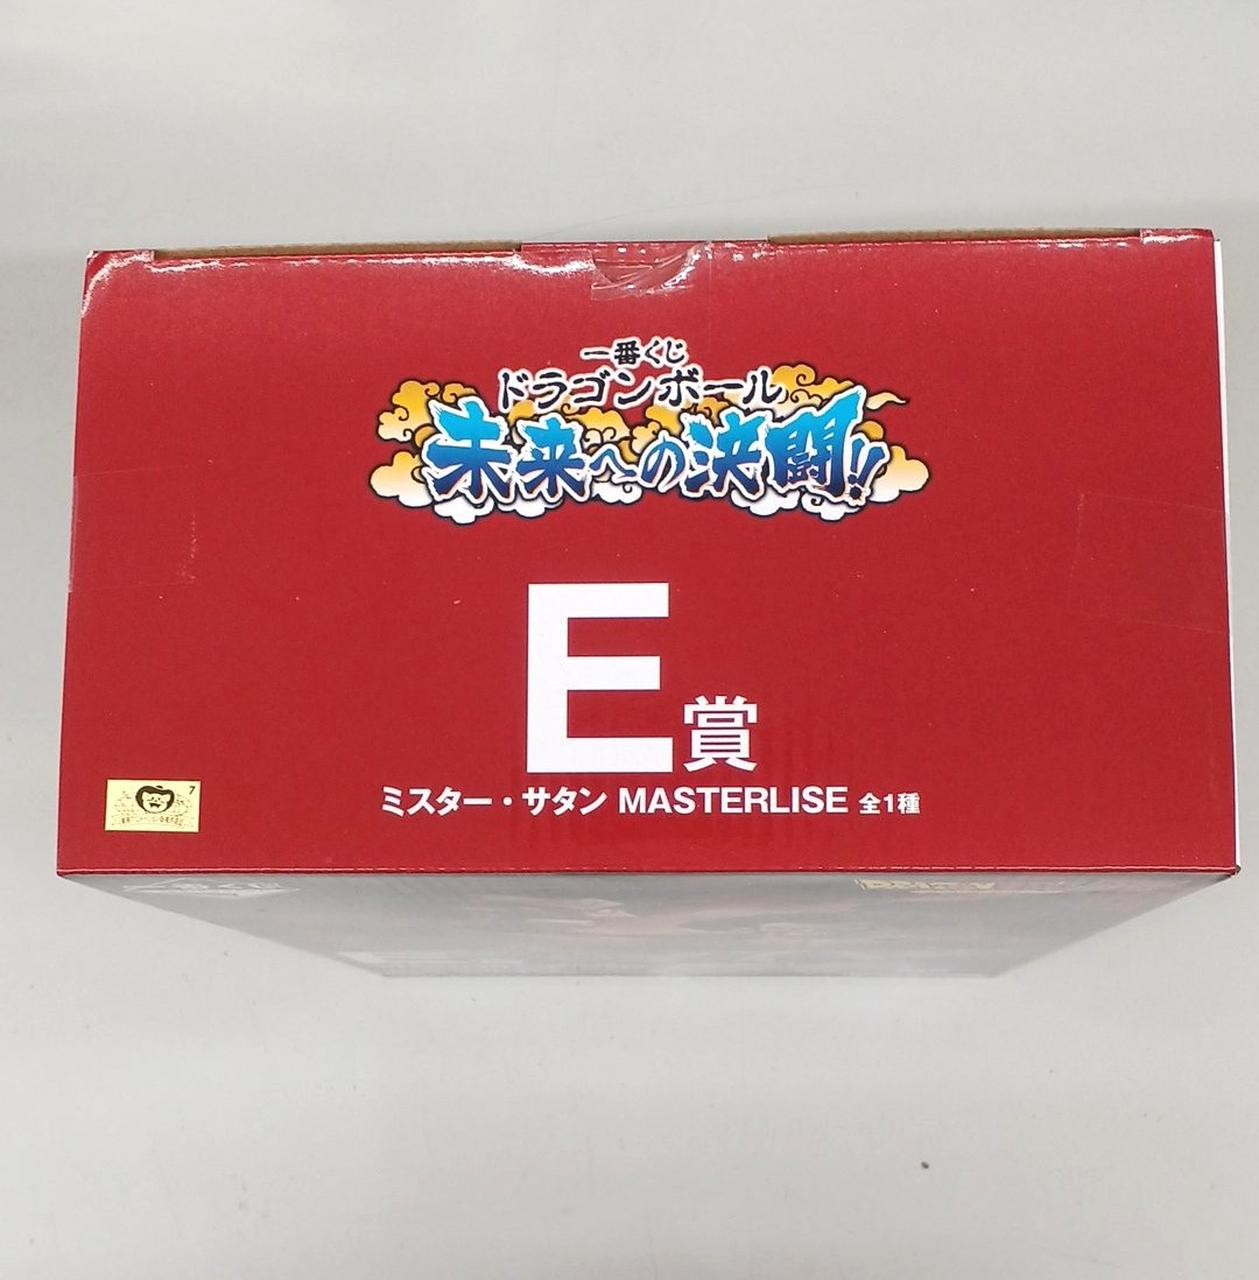 一番くじ
ドラゴンボール
未来への決闘!!
E賞
ミスター・サタン MASTERLISE 全1種
7